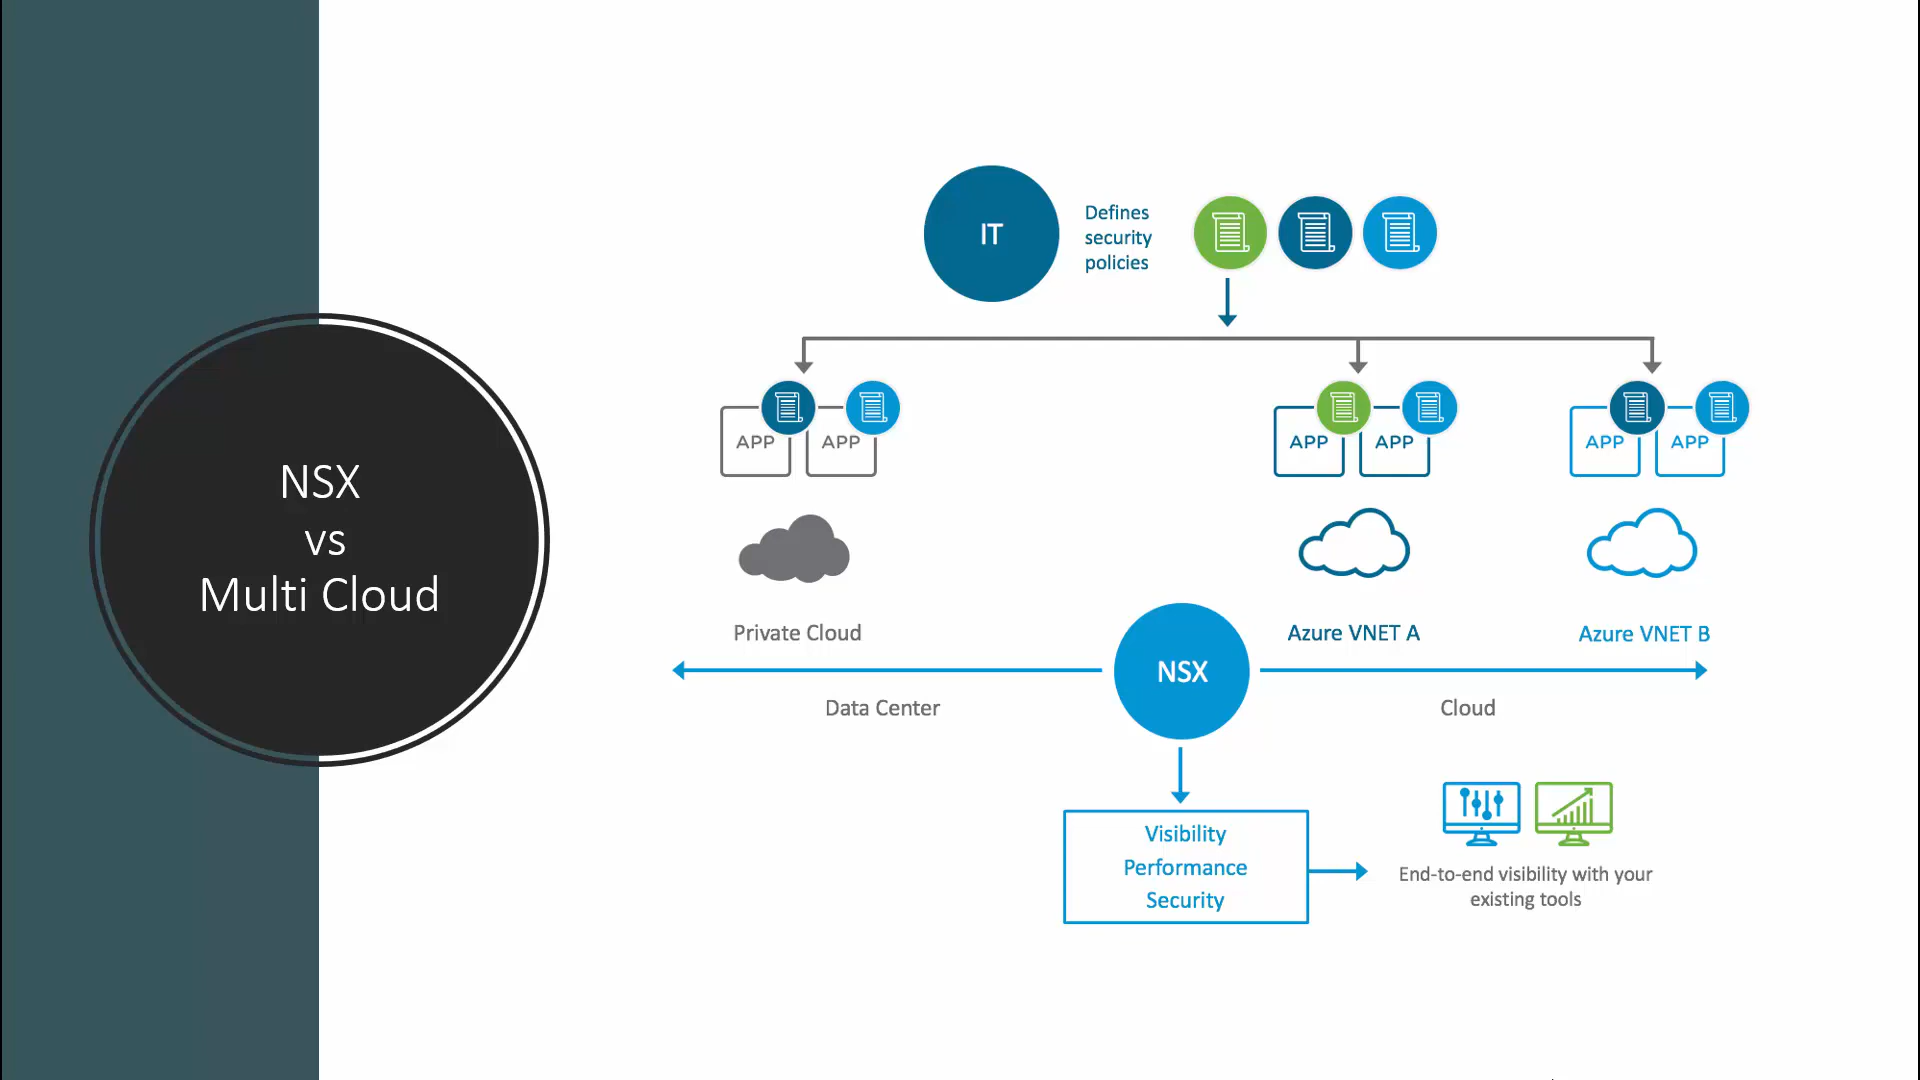 NSX
vs
Multi Cloud
IT
Defines
security
policies
APP
APP
APP
APP
APP
APP
Private Cloud
Azure VNET A
Azure VNET B
NSX
Data Center
Cloud
Visibility
Performance
Security
End-to-end visibility with your
existing tools